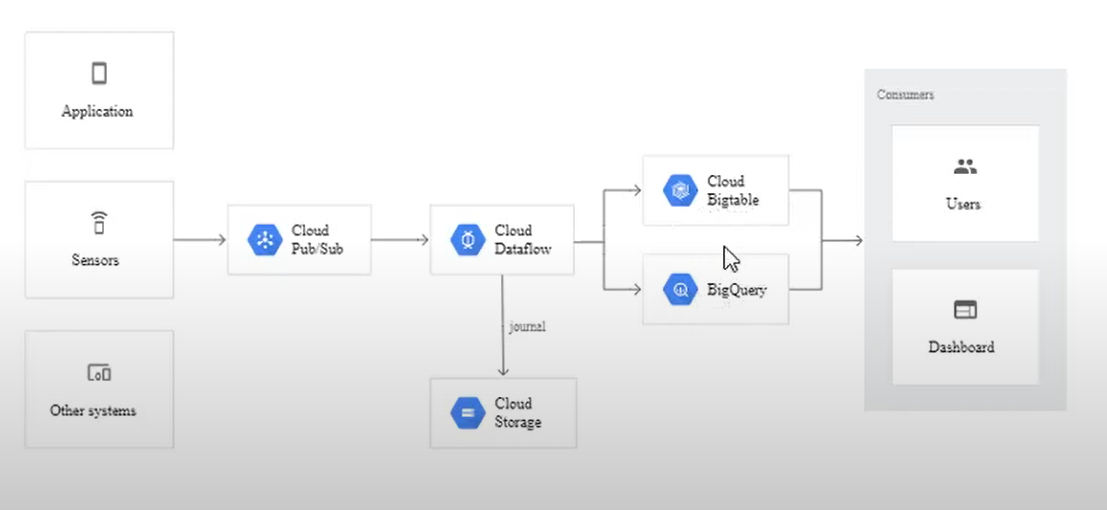 Application
Sensors
Other systems
Cloud
Pub/Sub
Cloud
Dataflow
journal
Cloud
Storage
Cloud
Bigtable
BigQuery
Consumers
Users
Dashboard